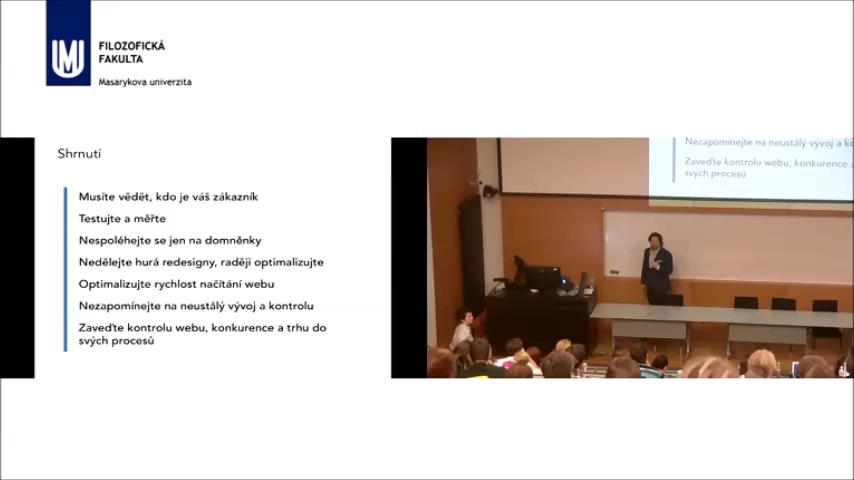 FILOZOFICKÁ
FAKULTA
Masarykova univerzita
Shrnutí
Musíte vědět, kdo je váš zákazník
Testujte a měřte
Nespoléhejte se jen na domněnky
Nedělejte hurá redesigny, raději optimalizujte
Optimalizujte rychlost načítání webu
Nezapomínejte na neustálý vývoj a kontrolu
Zaveďte kontrolu webu, konkurence a trhu do
svých procesů
Nezapomínejte na neustálý vývoj a ko
Zaveďte kontrolu webu, konkurence a
svých procesů